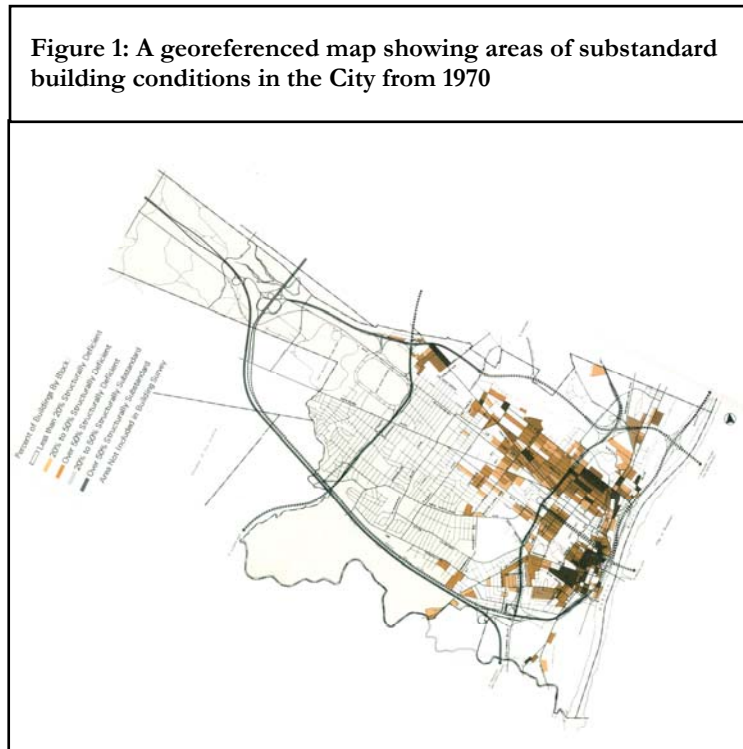 Figure 1: A georeferenced map showing areas of substandard
building conditions in the City from 1970
Percent of Buildings By Block:
Less than 20% Structurally Deficient
20% to 50% Structurally Deficient
Over 50% Structurally Deficient
20% to 50% Structurally Substandard
Over 50% Structurally Substandard
Area Not Included in Building Survey